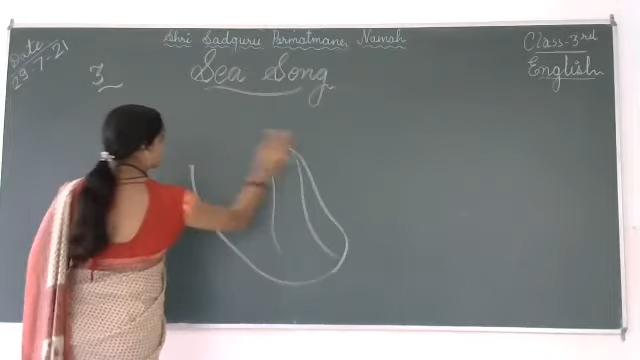 Shri Sadguru Parmatmane Namah
Date
29-7-21
Class-3rd
English
3
Sea Song